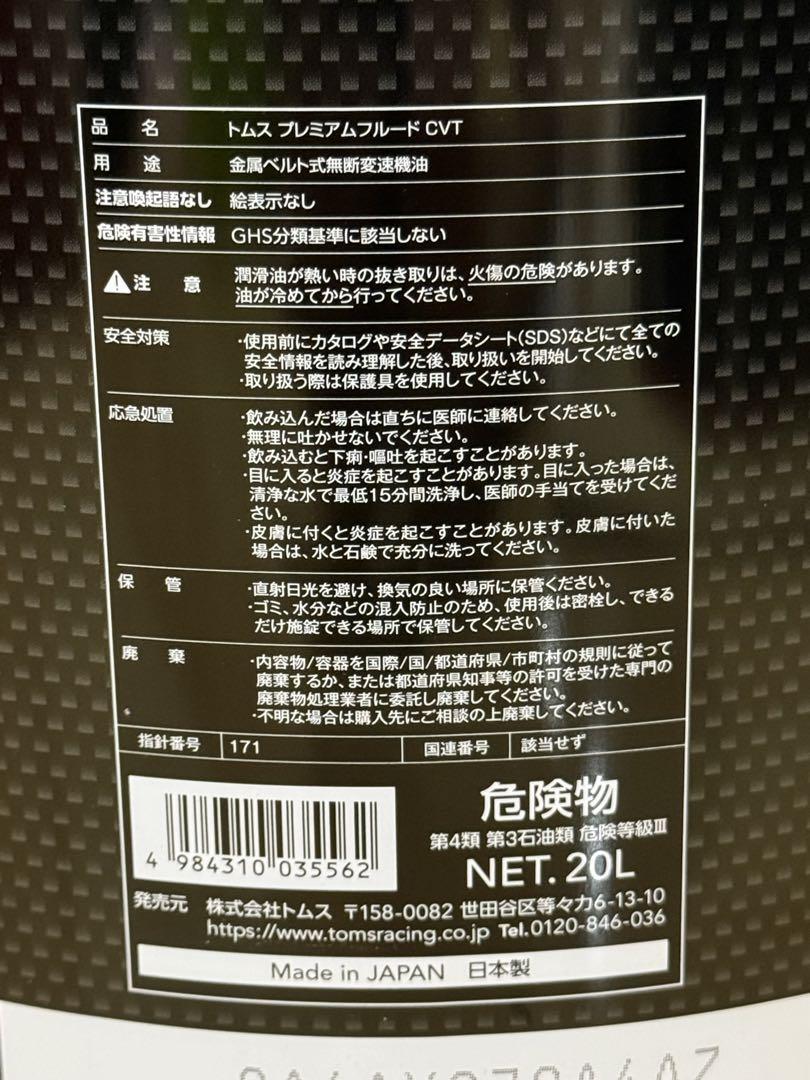 品 名 トムス プレミアムフルード CVT
用 途 金属ベルト式無断変速機油
注意喚起語なし 絵表示なし
危険有害性情報 GHS分類基準に該当しない
注 意 潤滑油が熱い時の抜き取りは、火傷の危険があります。
油が冷めてから行ってください。
安全対策 ・使用前にカタログや安全データシート(SDS)などにて全ての
安全情報を読み理解した後、取り扱いを開始してください。
・取り扱う際は保護具を使用してください。
応急処置 ・飲み込んだ場合は直ちに医師に連絡してください。
・無理に吐かせないでください。
・飲み込むと下痢・嘔吐を起こすことがあります。
・目に入ると炎症を起こすことがあります。目に入った場合は、
清浄な水で最低15分間洗浄し、医師の手当てを受けてくだ
さい。
・皮膚に付くと炎症を起こすことがあります。皮膚に付いた
場合は、水と石鹸で充分に洗ってください。
保 管 ・直射日光を避け、換気の良い場所に保管ください。
・ゴミ、水分などの混入防止のため、使用後は密栓し、できる
だけ施錠できる場所で保管してください。
廃 棄 ・内容物/容器を国際/国/都道府県/市町村の規則に従って
廃棄するか、または都道府県知事等の許可を受けた専門の
廃棄物処理業者に委託し廃棄してください。
・不明な場合は購入先にご相談の上廃棄してください。
指針番号 171 国連番号 該当せず
危険物
第4類 第3石油類 危険等級Ⅲ
NET. 20L
4 984310 035562
発売元 株式会社トムス 〒158-0082 世田谷区等々力6-13-10
https://www.tomsracing.co.jp Tel.0120-846-036
Made in JAPAN 日本製